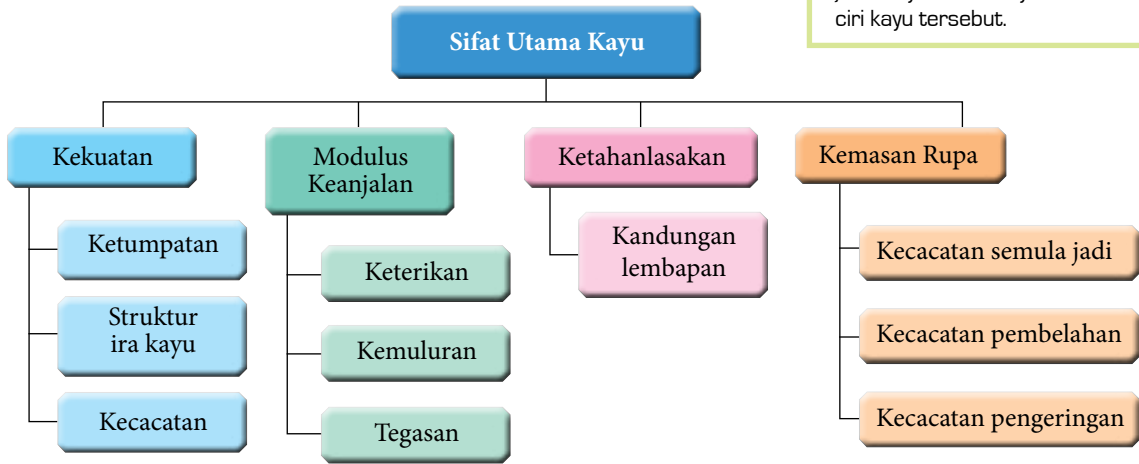 ciri kayu tersebut.
Sifat Utama Kayu
Kekuatan
Ketumpatan
Struktur
ira kayu
Kecacatan
Modulus
Keanjalan
Keterikan
Kemuluran
Tegasan
Ketahanlasakan
Kandungan
lembapan
Kemasan Rupa
Kecacatan semula jadi
Kecacatan pembelahan
Kecacatan pengeringan